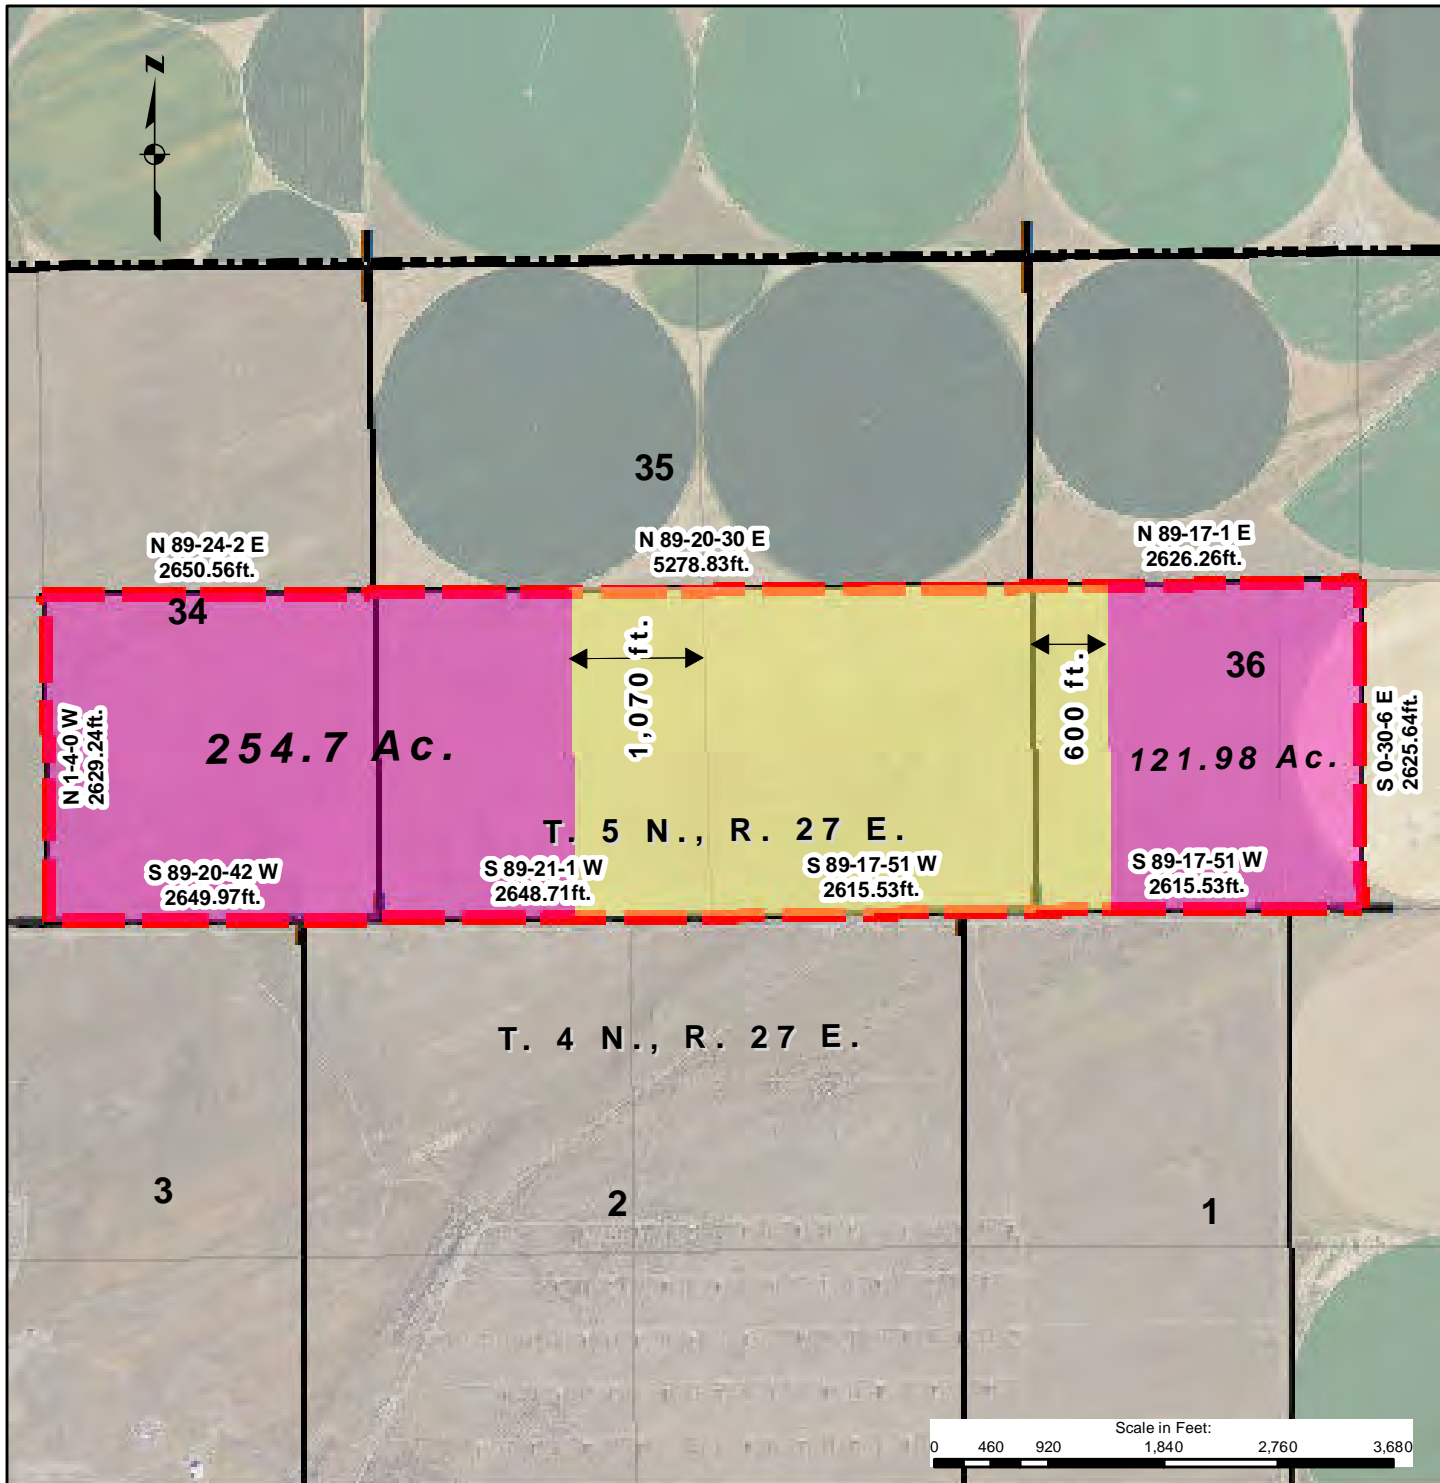 N
35
N 89-24-2 E
2650.56ft.
N 89-20-30 E
5278.83ft.
N 89-17-1 E
2626.26ft.
34
36
1,070 ft.
600 ft.
254.7 Ac.
121.98 Ac.
N 1-4-0 W
2629.24ft.
S 0-30-6 E
2625.64ft.
T. 5 N., R. 27 E.
S 89-20-42 W
2649.97ft.
S 89-21-1 W
2648.71ft.
S 89-17-51 W
2615.53ft.
S 89-17-51 W
2615.53ft.
T. 4 N., R. 27 E.
3
2
1
Scale in Feet:
0 460 920 1,840 2,760 3,680